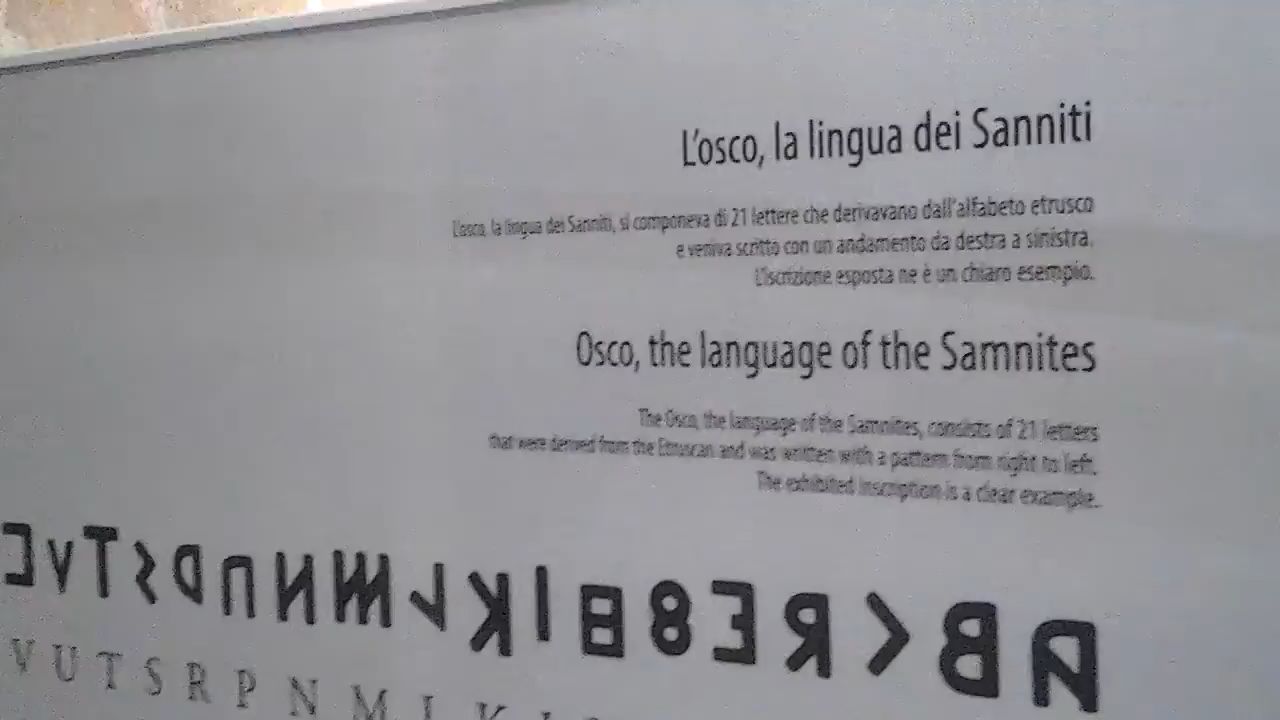 L'osco, la lingua dei Sanniti
L'osco, la lingua dei Sanniti, si componeva di 21 lettere che derivavano dall'alfabeto etrusco
e veniva scritto con un andamento da destra a sinistra.
L'iscrizione esposta ne è un chiaro esempio.
Osco, the language of the Samnites
The Osco, the language of the Samnites, consists of 21 letters
that were derived from the Etruscan and was written with a pattern from right to left.
The exhibited inscription is a clear example.
V U T S R P N M